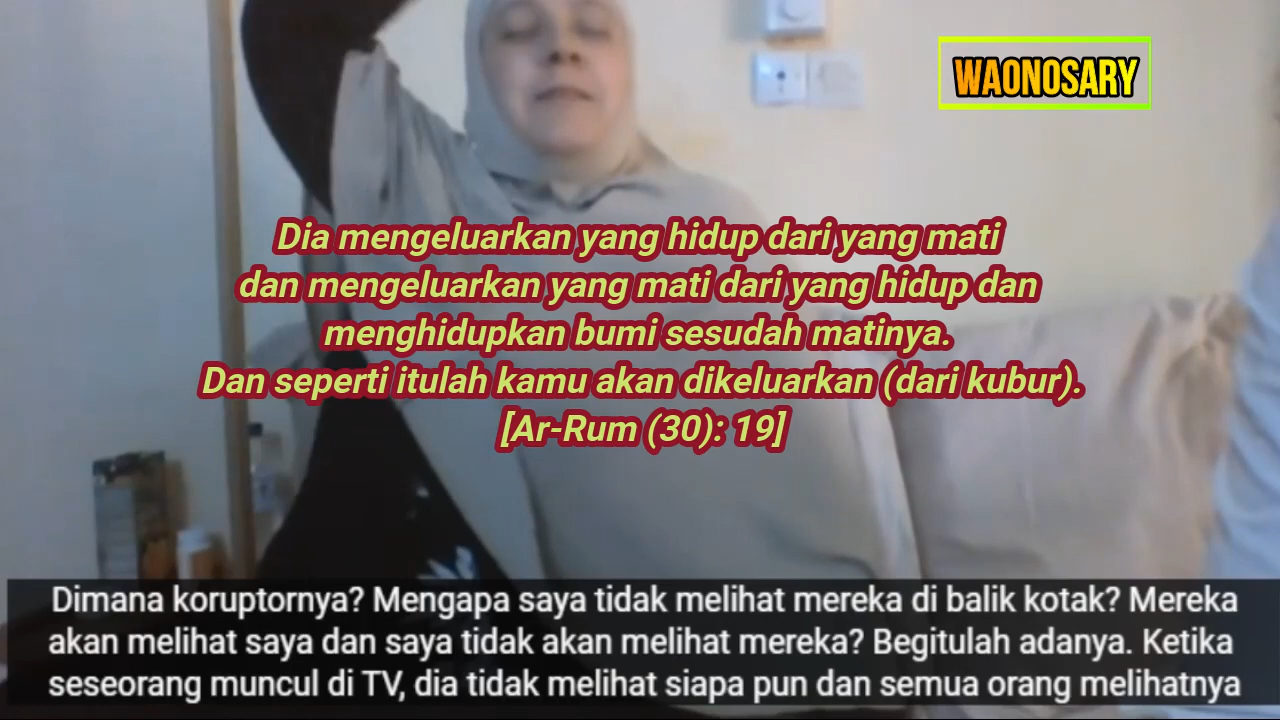 WAONOSARY
Dia mengeluarkan yang hidup dari yang mati
dan mengeluarkan yang mati dari yang hidup dan
menghidupkan bumi sesudah matinya.
Dan seperti itulah kamu akan dikeluarkan (dari kubur).
[Ar-Rum (30): 19]
Dimana koruptornya? Mengapa saya tidak melihat mereka di balik kotak? Mereka
akan melihat saya dan saya tidak akan melihat mereka? Begitulah adanya. Ketika
seseorang muncul di TV, dia tidak melihat siapa pun dan semua orang melihatnya